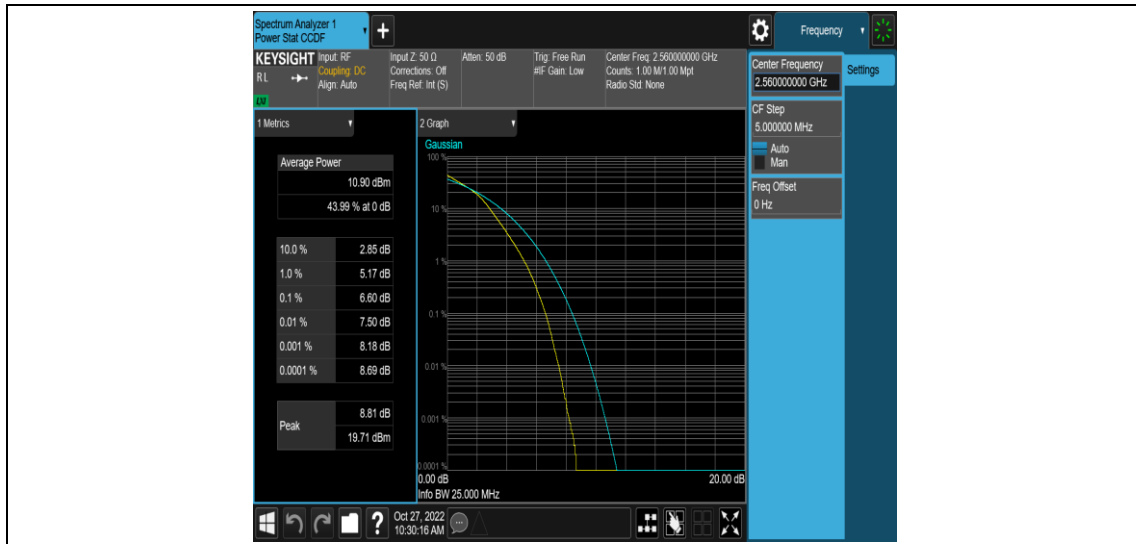 Spectrum Analyzer 1
Power Stat CCDF
+
Frequency
KEYSIGHT
RL
LXI
Input: RF
Coupling: DC
Align: Auto
Input Z: 50 Ω
Corrections: Off
Freq Ref: Int (S)
Atten: 50 dB
Trig: Free Run
#IF Gain: Low
Center Freq: 2.560000000 GHz
Counts: 1.00 M/1.00 Mpt
Radio Std: None
Center Frequency
2.560000000 GHz
Settings
CF Step
5.000000 MHz
Auto
Man
Freq Offset
0 Hz
1 Metrics
Average Power
10.90 dBm
43.99 % at 0 dB
10.0 % 2.85 dB
1.0 % 5.17 dB
0.1 % 6.60 dB
0.01 % 7.50 dB
0.001 % 8.18 dB
0.0001 % 8.69 dB
Peak
8.81 dB
19.71 dBm
2 Graph
Gaussian
100 %
10 %
1 %
0.1 %
0.01 %
0.001 %
0.0001 %
0.00 dB 20.00 dB
Info BW 25.000 MHz
?
Oct 27, 2022
10:30:16 AM